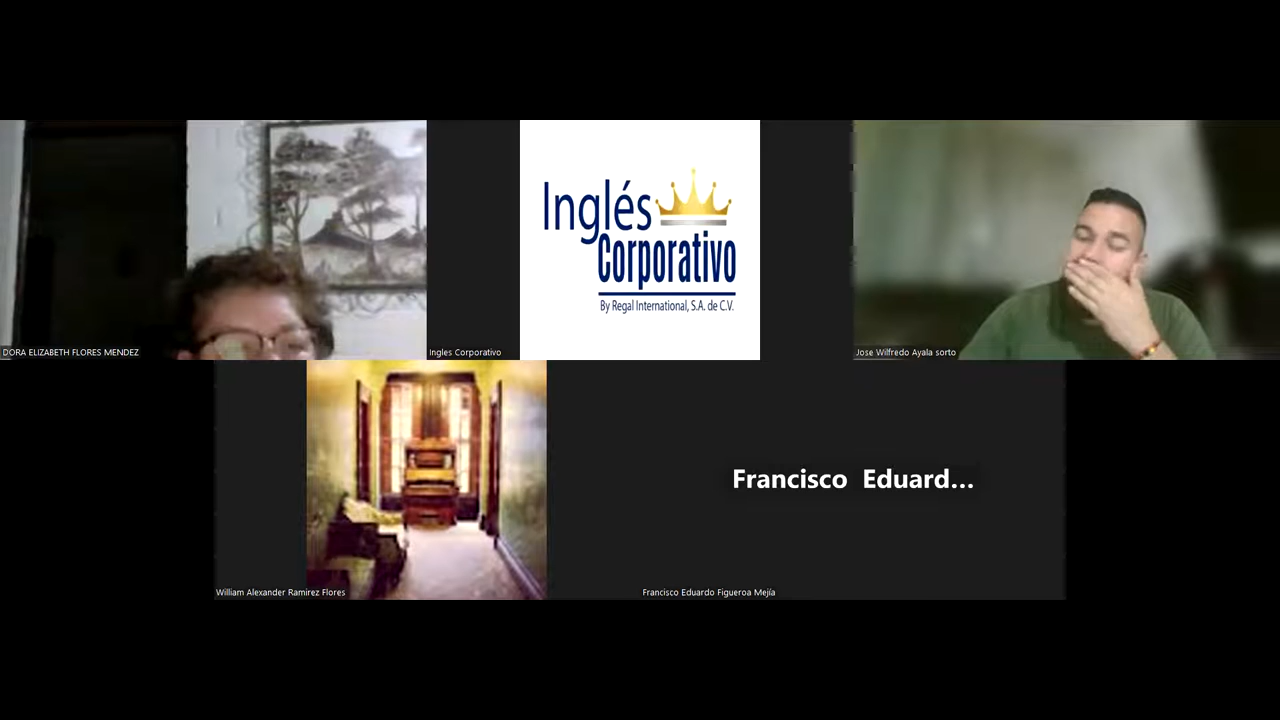 Inglés
Corporativo
By Regal International, S.A. de C.V.
DORA ELIZABETH FLORES MENDEZ
Ingles Corporativo
Jose Wilfredo Ayala sorto
Francisco Eduard...
William Alexander Ramirez Flores
Francisco Eduardo Figueroa Mejía